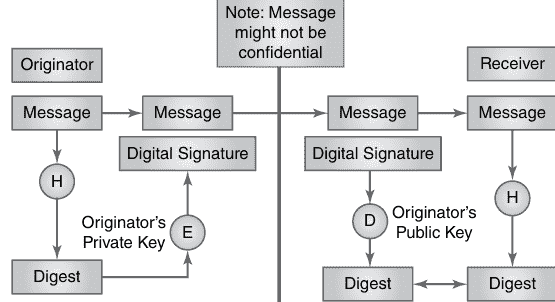 Note: Message
might not be
confidential
Originator
Receiver
Message
Message
Message
Message
Digital Signature
Digital Signature
H
Originator's
Private Key
E
D
Originator's
Public Key
H
Digest
Digest
Digest